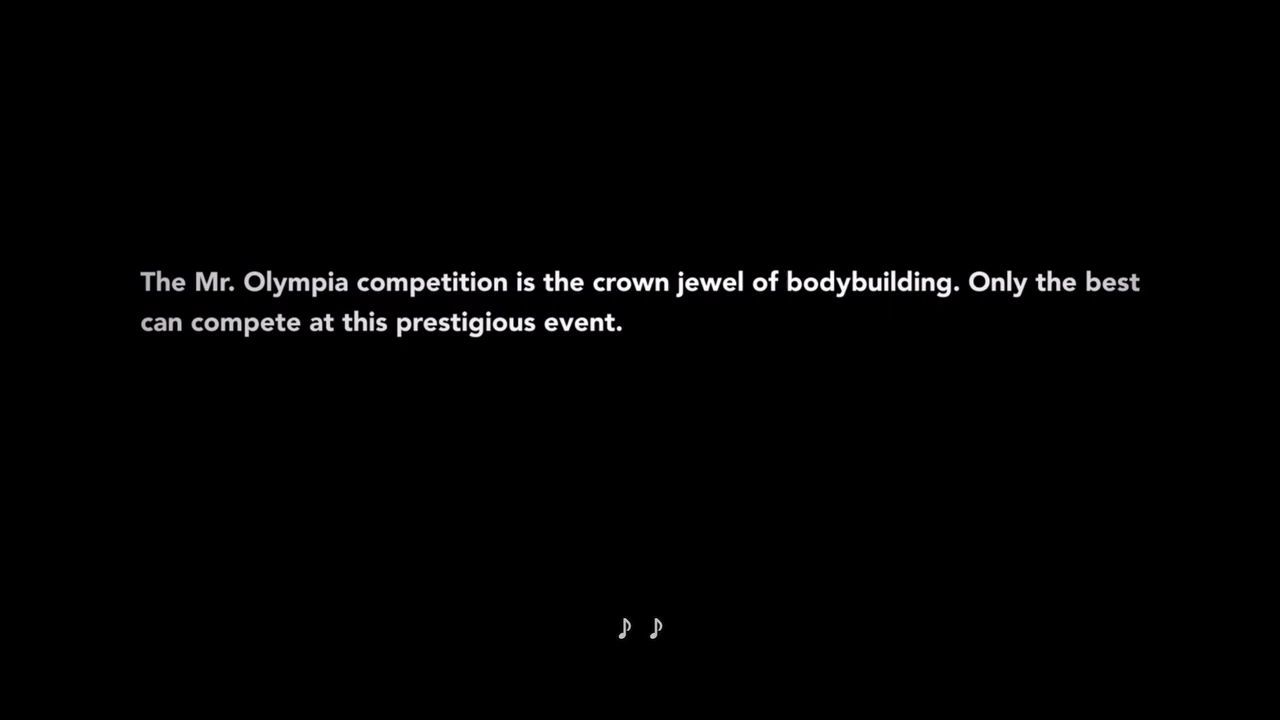 The Mr. Olympia competition is the crown jewel of bodybuilding. Only the best
can compete at this prestigious event.
♪ ♪